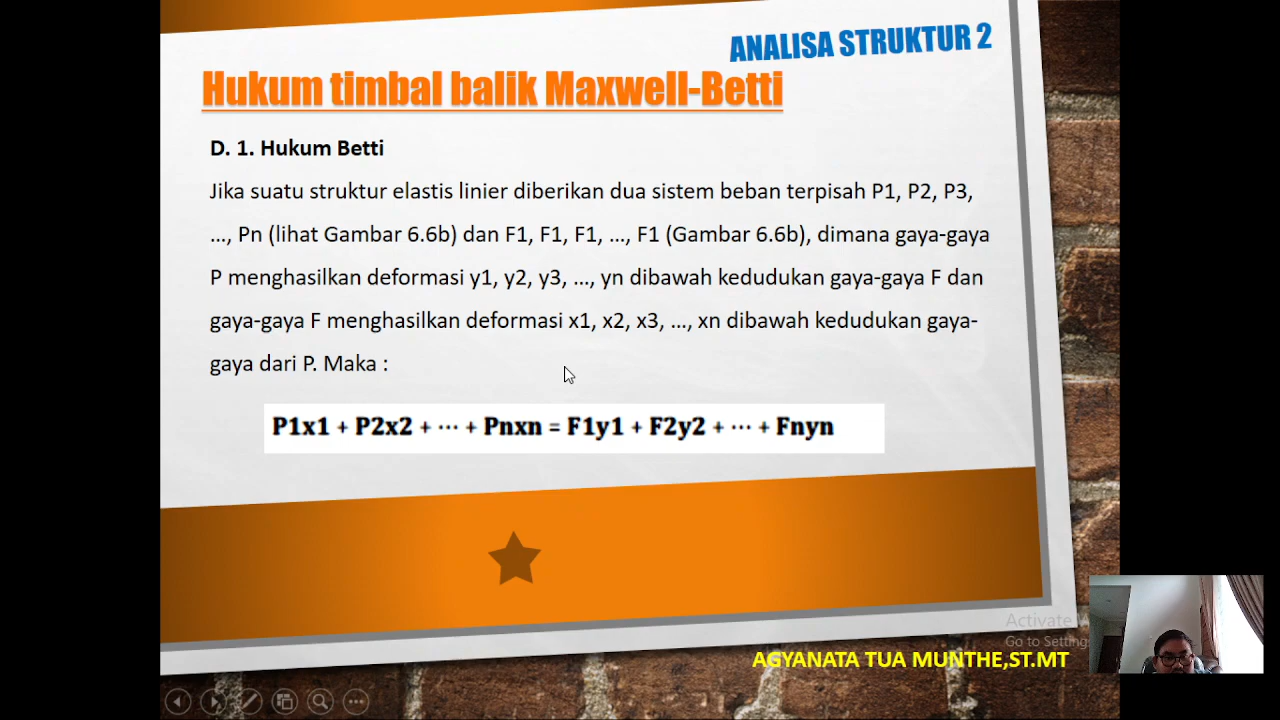 ANALISA STRUKTUR 2
Hukum timbal balik Maxwell-Betti
D. 1. Hukum Betti
Jika suatu struktur elastis linier diberikan dua sistem beban terpisah P1, P2, P3,
..., Pn (lihat Gambar 6.6b) dan F1, F1, F1, ..., F1 (Gambar 6.6b), dimana gaya-gaya
P menghasilkan deformasi y1, y2, y3, ..., yn dibawah kedudukan gaya-gaya F dan
gaya-gaya F menghasilkan deformasi x1, x2, x3, ..., xn dibawah kedudukan gaya-
gaya dari P. Maka :
P1x1 + P2x2 + ⋯ + Pnxn = F1y1 + F2y2 + ⋯ + Fnyn
Activate
Go to Settings
AGYANATA TUA MUNTHE,ST.MT